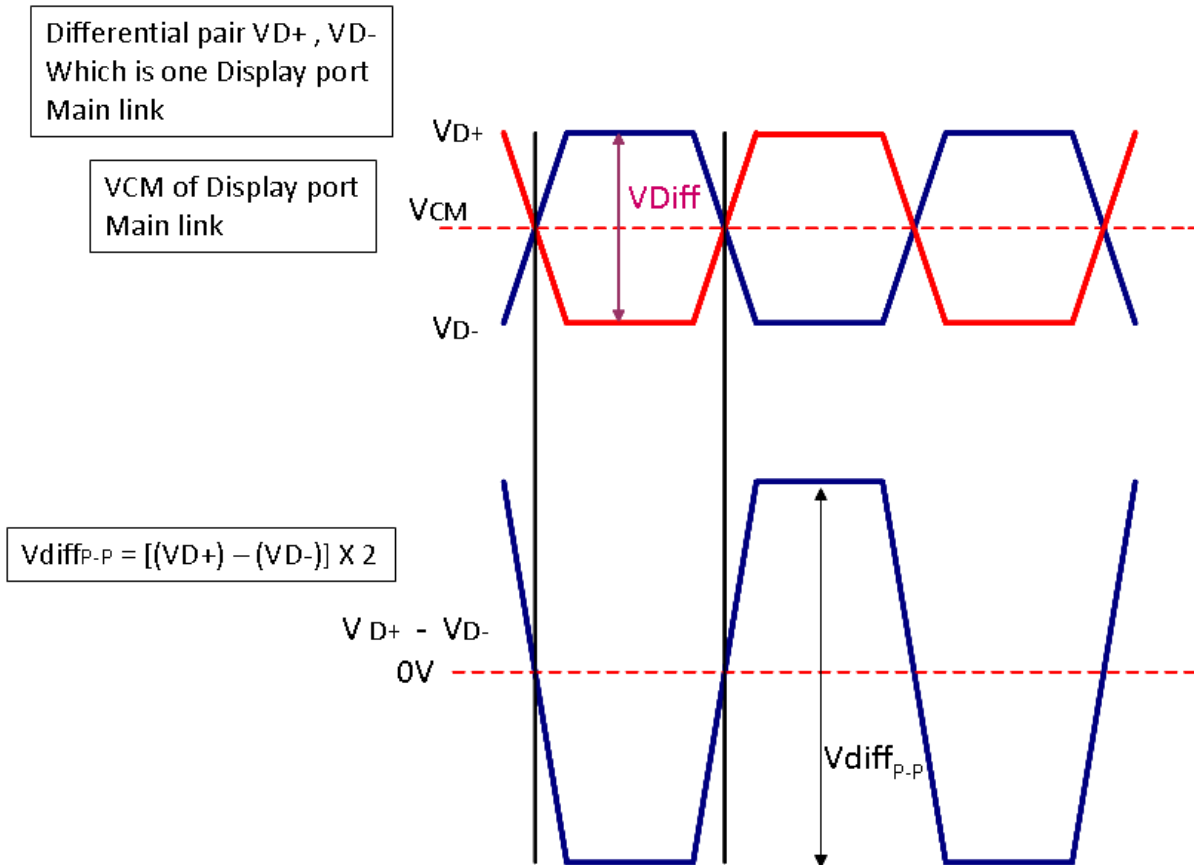 Differential pair VD+ , VD-
Which is one Display port
Main link
VCM of Display port
Main link
VD+
VCM
VD-
VDiff
VdiffP-P = [(VD+) – (VD-)] X 2
V D+ - VD-
0V
VdiffP-P